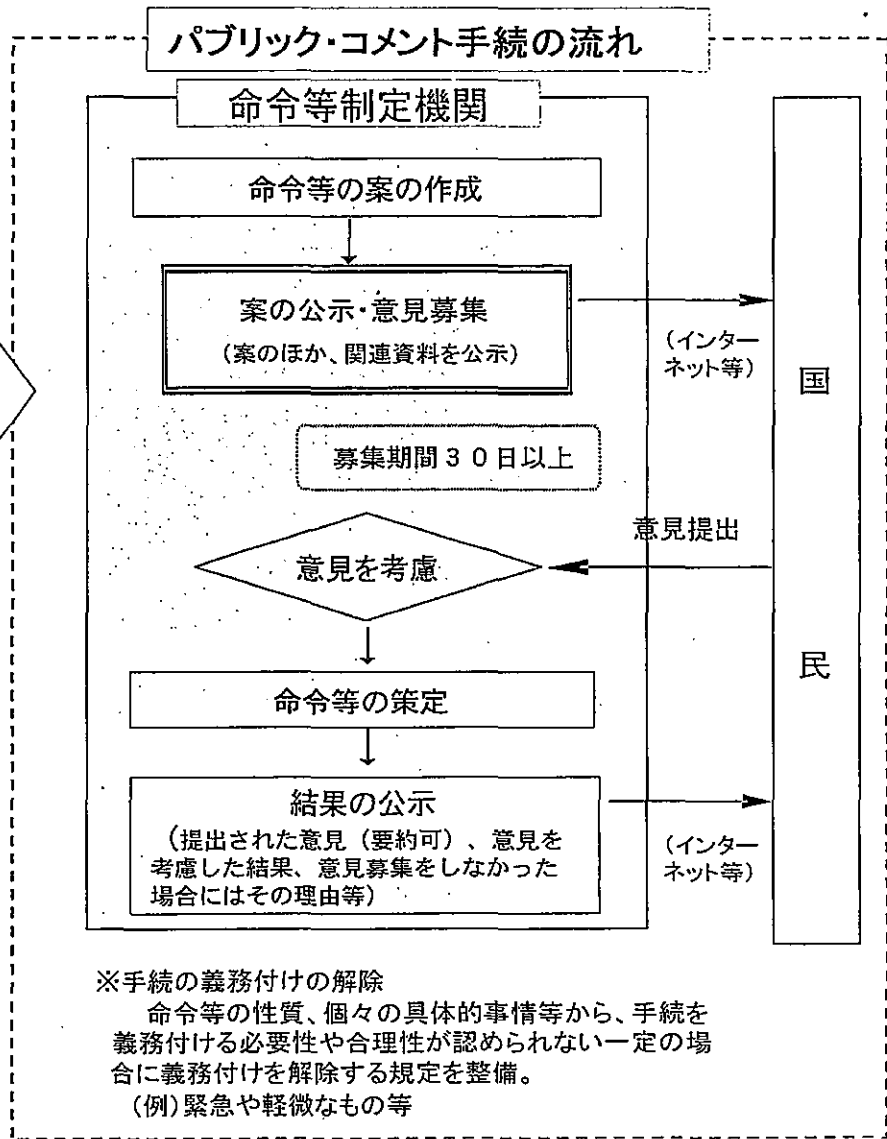 パブリック・コメント手続の流れ
命令等制定機関
命令等の案の作成
案の公示・意見募集
(案のほか、関連資料を公示)
(インター
ネット等)
募集期間30日以上
意見提出
意見を考慮
命令等の策定
結果の公示
(提出された意見(要約可)、意見を
考慮した結果、意見募集をしなかった
場合にはその理由等)
(インター
ネット等)
国
民
※手続の義務付けの解除
命令等の性質、個々の具体的事情等から、手続を
義務付ける必要性や合理性が認められない一定の場
合に義務付けを解除する規定を整備。
(例)緊急や軽微なもの等